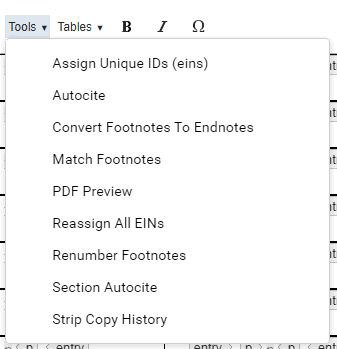 Tools ▾ Tables ▾ B I Ω
Assign Unique IDs (eins)
Autocite
Convert Footnotes To Endnotes
Match Footnotes
PDF Preview
Reassign All EINs
Renumber Footnotes
Section Autocite
Strip Copy History
entry entry p